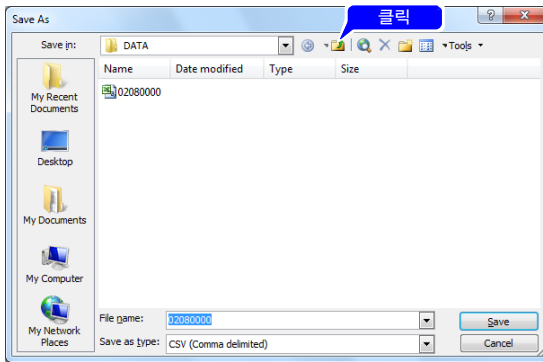 Save As
클릭
Save in:
DATA
Tools
Name Date modified Type Size
02080000
My Recent
Documents
Desktop
My Documents
My Computer
My Network
Places
File name:
02080000
Save
Save as type:
CSV (Comma delimited)
Cancel